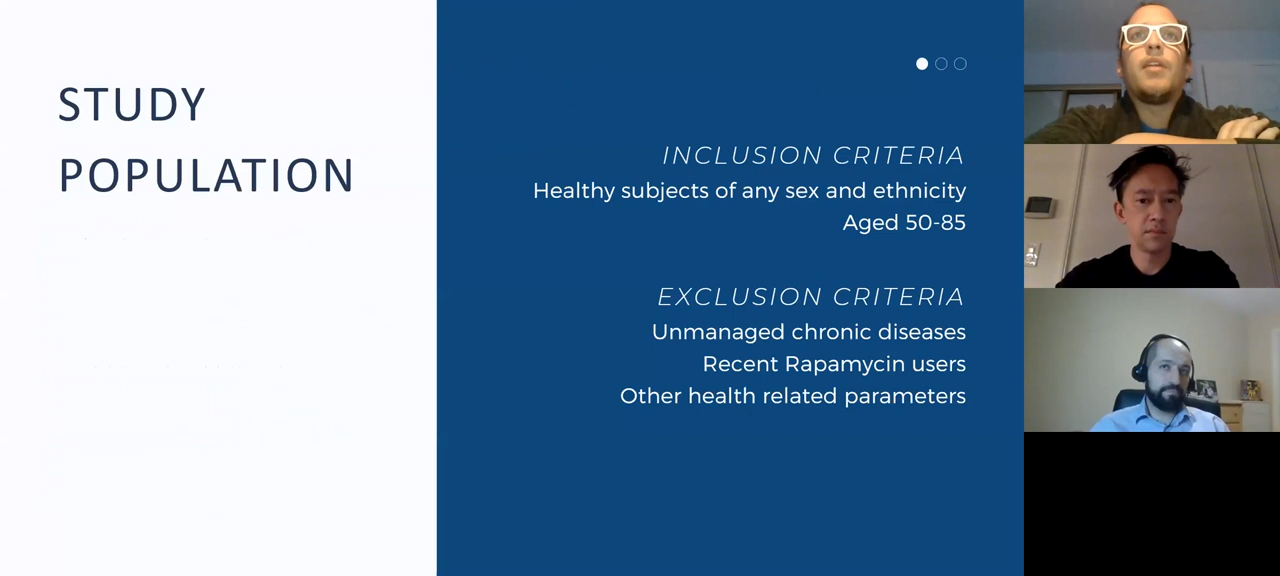 STUDY
POPULATION
INCLUSION CRITERIA
Healthy subjects of any sex and ethnicity
Aged 50-85
EXCLUSION CRITERIA
Unmanaged chronic diseases
Recent Rapamycin users
Other health related parameters